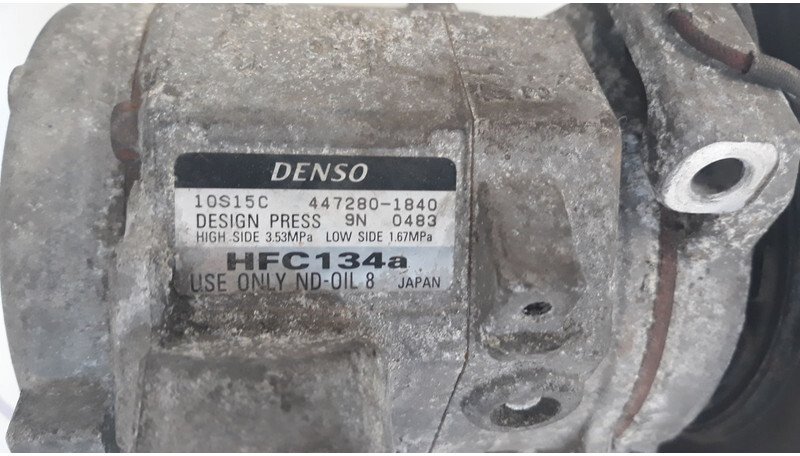 DENSO
10S15C 447280-1840
DESIGN PRESS 9N 0483
HIGH SIDE 3.53MPa LOW SIDE 1.67MPa
HFC134a
USE ONLY ND-OIL 8 JAPAN